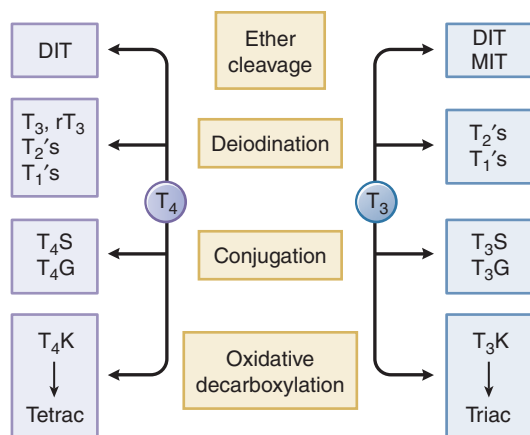 DIT
Ether
cleavage
DIT
MIT
T₃, rT₃
T₂′s
T₁′s
Deiodination
T₂′s
T₁′s
T₄
T₃
T₄S
T₄G
Conjugation
T₃S
T₃G
T₄K
Tetrac
Oxidative
decarboxylation
T₃K
Triac